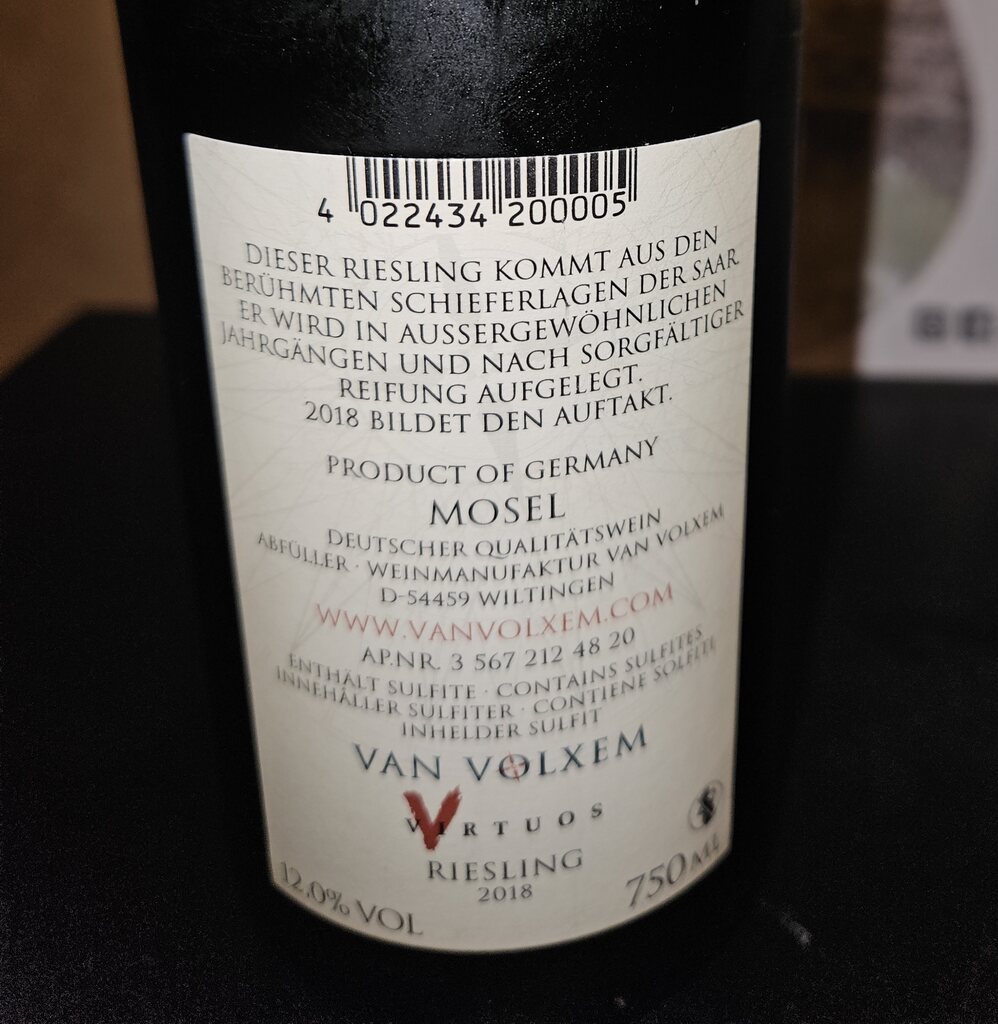 4 022434 200005
DIESER RIESLING KOMMT AUS DEN
BERÜHMTEN SCHIEFERLAGEN DER SAAR
ER WIRD IN AUSSERGEWÖHNLICHEN
JAHRGÄNGEN UND NACH SORGFÄLTIGER
REIFUNG AUFGELEGT.
2018 BILDET DEN AUFTAKT.
PRODUCT OF GERMANY
MOSEL
DEUTSCHER QUALITÄTSWEIN
ABFÜLLER · WEINMANUFAKTUR VAN VOLXEM
D-54459 WILTINGEN
WWW.VANVOLXEM.COM
AP.NR. 3 567 212 48 20
ENTHÄLT SULFITE · CONTAINS SULFITES
INNEHÅLLER SULFITER · CONTIENE SOLFITI
INHELDER SULFIT
VAN VOLXEM
VIRTUOS
RIESLING
2018
12,0% VOL
750 ML